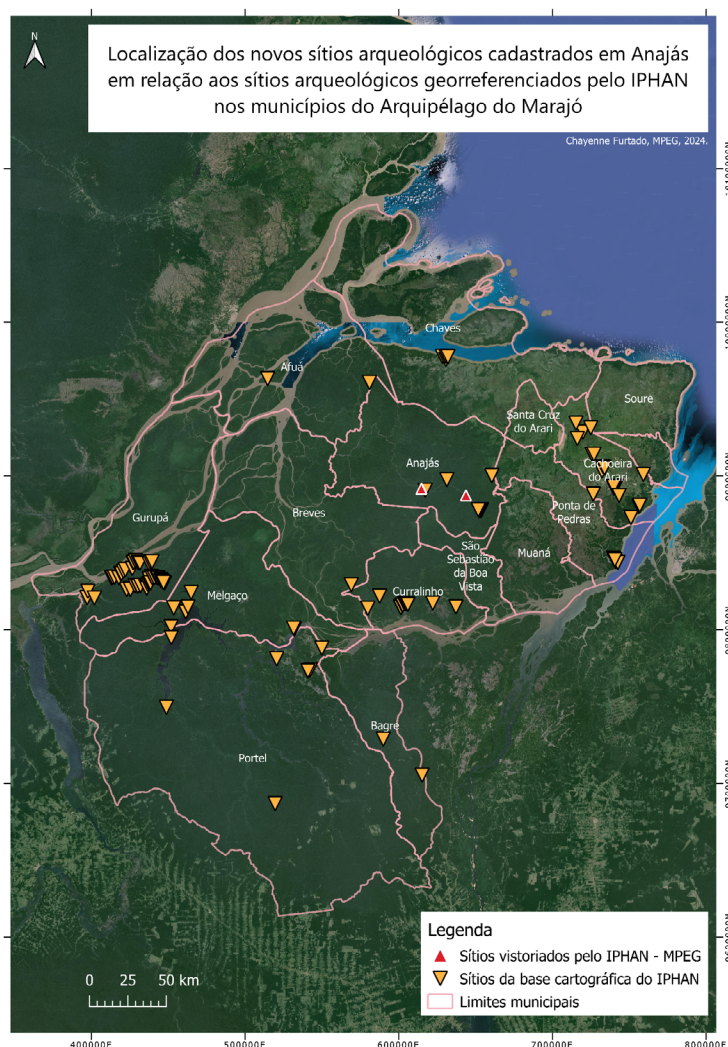 N
Localização dos novos sítios arqueológicos cadastrados em Anajás
em relação aos sítios arqueológicos georreferenciados pelo IPHAN
nos municípios do Arquipélago do Marajó
Chayenne Furtado, MPEG, 2024.
Chaves
Afuá
Soure
Santa Cruz
do Arari
Anajás
Cachoeira
do Arari
Ponta de
Pedras
Breves
Gurupá
São
Sebastião
da Boa
Vista
Muaná
Melgaço
Curralinho
Bagre
Portel
Legenda
Sítios vistoriados pelo IPHAN - MPEG
Sítios da base cartográfica do IPHAN
Limites municipais
0 25 50 km
400000E 500000E 600000E 700000E 800000E